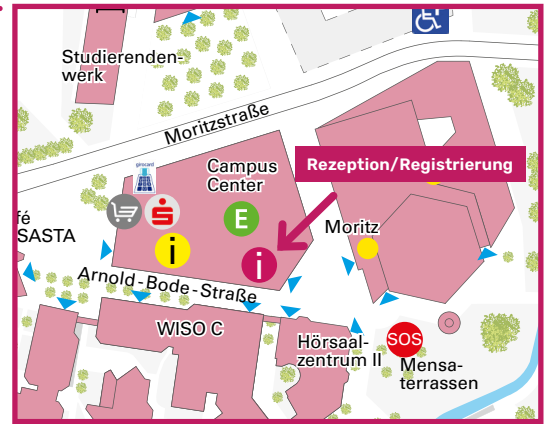 Studierenden-
werk
Moritzstraße
girocard
Campus
Center
Rezeption/Registrierung
fé
SASTA
E
i
i
Moritz
Arnold-Bode-Straße
WISO C
Hörsaal-
zentrum II
SOS
Mensa-
terrassen